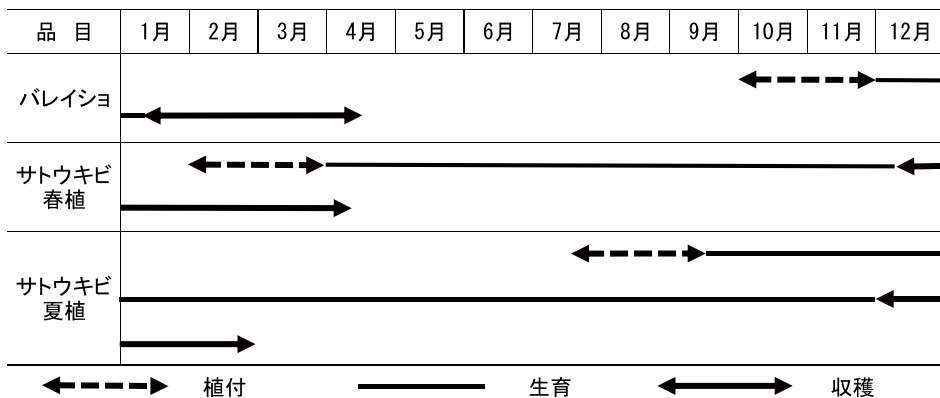 品 目 1月 2月 3月 4月 5月 6月 7月 8月 9月 10月 11月 12月
バレイショ
サトウキビ
春植
サトウキビ
夏植
植付 生育 収穫